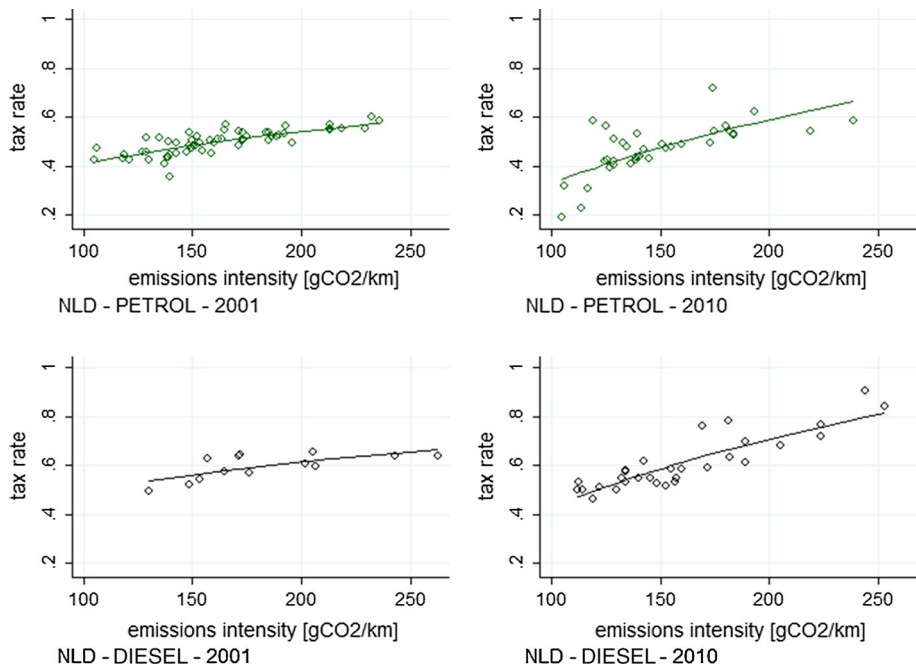 1
.8
.6
.4
.2
tax rate
100 150 200 250
emissions intensity [gCO2/km]
NLD - PETROL - 2001
1
.8
.6
.4
.2
tax rate
100 150 200 250
emissions intensity [gCO2/km]
NLD - PETROL - 2010
1
.8
.6
.4
.2
tax rate
100 150 200 250
emissions intensity [gCO2/km]
NLD - DIESEL - 2001
1
.8
.6
.4
.2
tax rate
100 150 200 250
emissions intensity [gCO2/km]
NLD - DIESEL - 2010